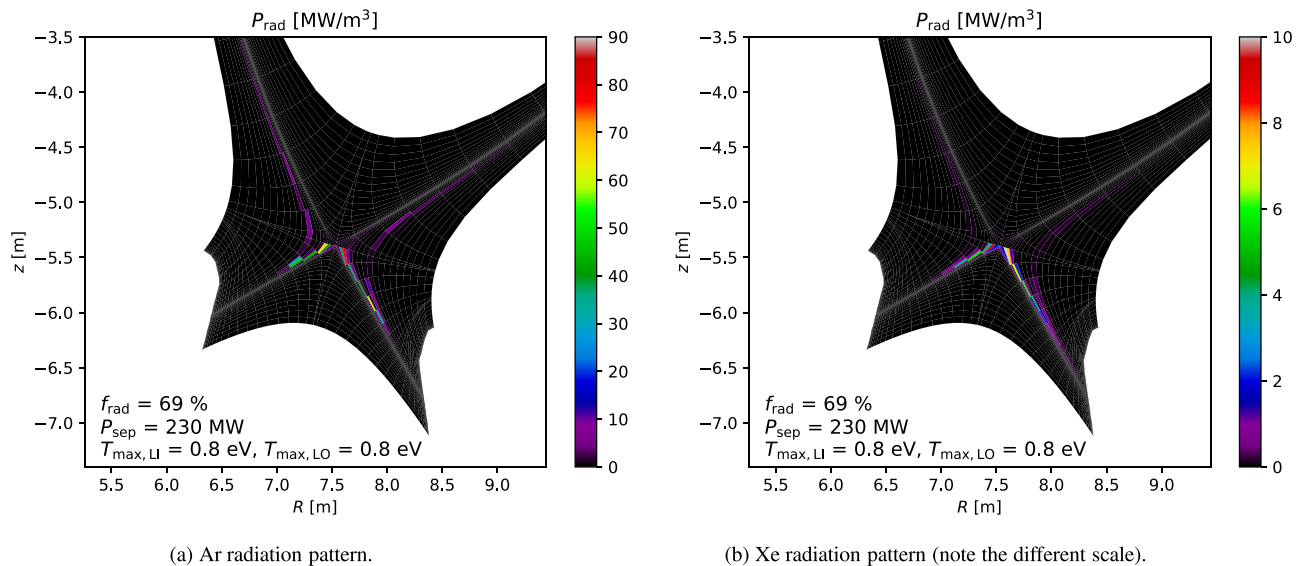 P_rad [MW/m³]
−3.5
−4.0
−4.5
−5.0
−5.5
−6.0
−6.5
−7.0
z [m]
f_rad = 69 %
P_sep = 230 MW
T_max, LI = 0.8 eV, T_max, LO = 0.8 eV
5.5 6.0 6.5 7.0 7.5 8.0 8.5 9.0
R [m]
90
80
70
60
50
40
30
20
10
0
(a) Ar radiation pattern.
P_rad [MW/m³]
−3.5
−4.0
−4.5
−5.0
−5.5
−6.0
−6.5
−7.0
z [m]
f_rad = 69 %
P_sep = 230 MW
T_max, LI = 0.8 eV, T_max, LO = 0.8 eV
5.5 6.0 6.5 7.0 7.5 8.0 8.5 9.0
R [m]
10
8
6
4
2
0
(b) Xe radiation pattern (note the different scale).